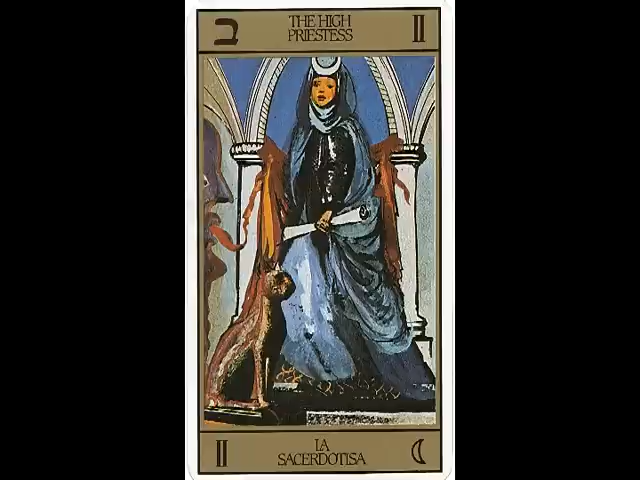 ב
THE HIGH
PRIESTESS
II
II
LA
SACERDOTISA